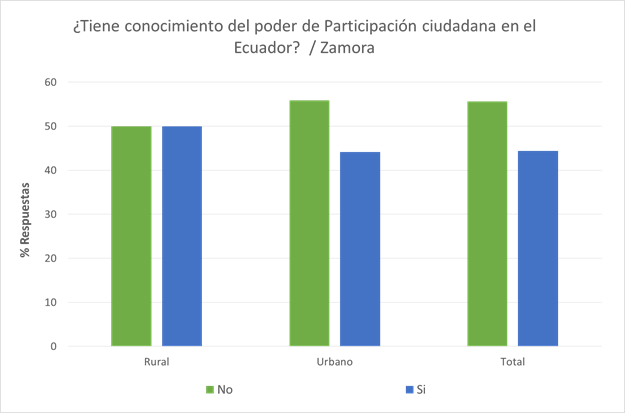 ¿Tiene conocimiento del poder de Participación ciudadana en el
Ecuador?  / Zamora
60
50
40
30
20
10
0
% Respuestas
Rural
Urbano
Total
No
Si